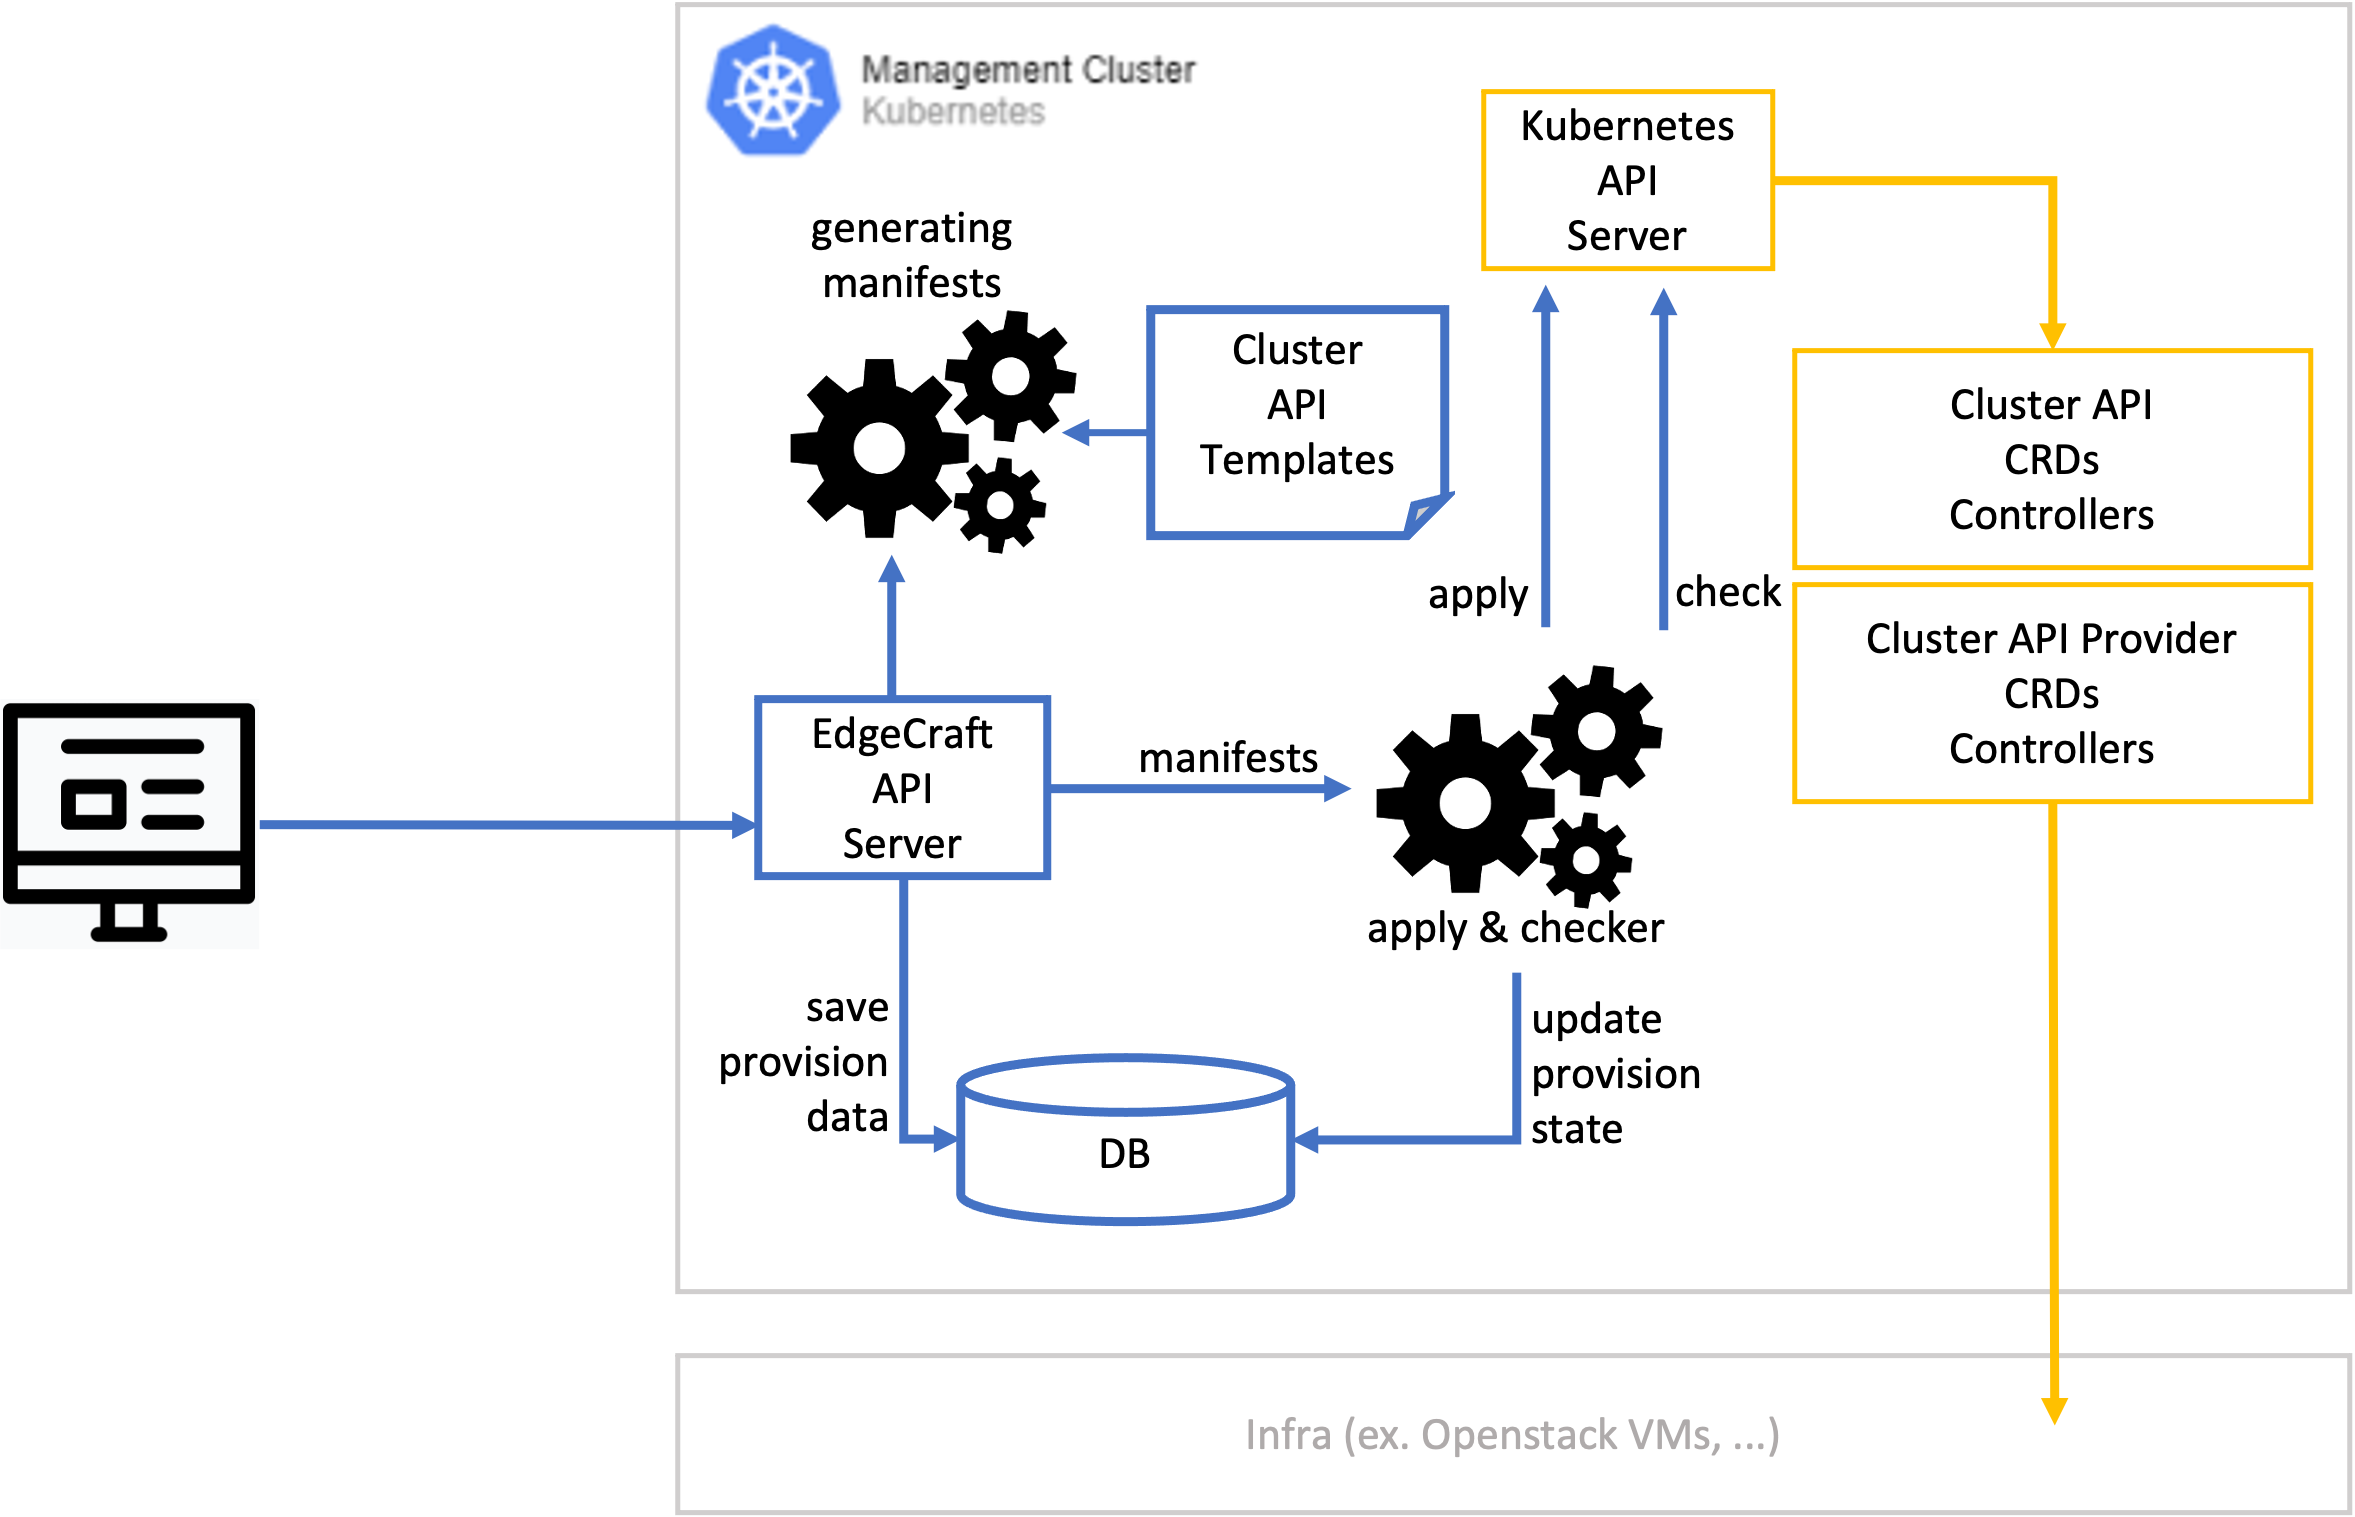 Management Cluster
Kubernetes
Kubernetes
API
Server
generating
manifests
Cluster
API
Templates
Cluster API
CRDs
Controllers
apply
check
Cluster API Provider
CRDs
Controllers
EdgeCraft
API
Server
manifests
apply & checker
save
provision
data
update
provision
state
DB
Infra (ex. Openstack VMs, ...)